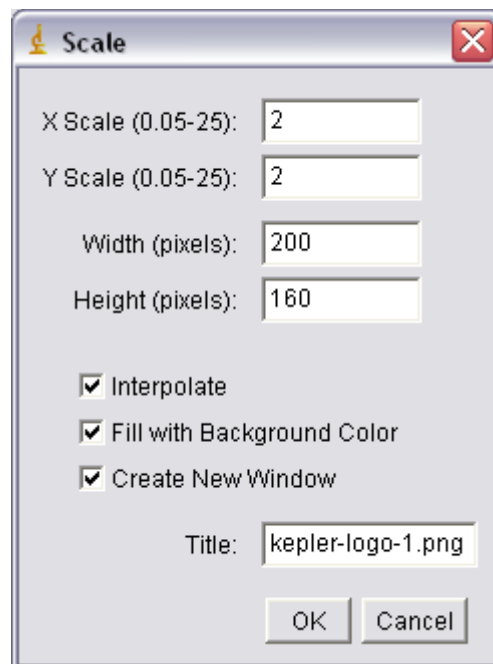 Scale
X Scale (0.05-25): 2
Y Scale (0.05-25): 2
Width (pixels): 200
Height (pixels): 160
Interpolate
Fill with Background Color
Create New Window
Title: kepler-logo-1.png
OK Cancel